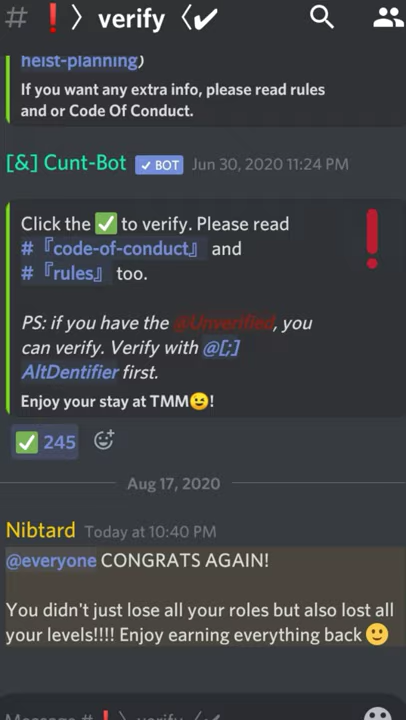 # ❗〉verify〈✔
heist-planning)
If you want any extra info, please read rules
and or Code Of Conduct.
[&] Cunt-Bot ✓ BOT Jun 30, 2020 11:24 PM
Click the ✅ to verify. Please read
# 『code-of-conduct』 and
# 『rules』 too.
PS: if you have the @Unverified, you
can verify. Verify with @[;]
AltDentifier first.
Enjoy your stay at TMM😉!
✅ 245
Aug 17, 2020
Nibtard Today at 10:40 PM
@everyone CONGRATS AGAIN!
You didn't just lose all your roles but also lost all
your levels!!!! Enjoy earning everything back 🙂
Message #❗〉verify〈✔